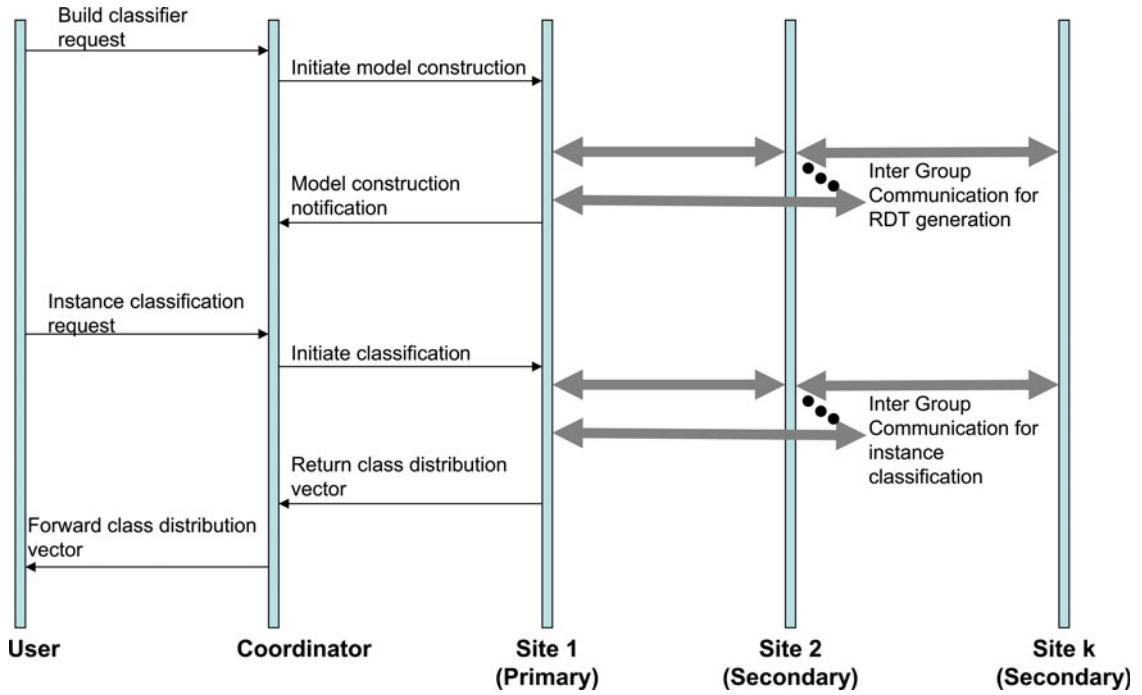 Build classifier
request
Initiate model construction
Model construction
notification
Inter Group
Communication for
RDT generation
Instance classification
request
Initiate classification
Inter Group
Communication for
instance
classification
Return class distribution
vector
Forward class distribution
vector
User
Coordinator
Site 1
(Primary)
Site 2
(Secondary)
Site k
(Secondary)